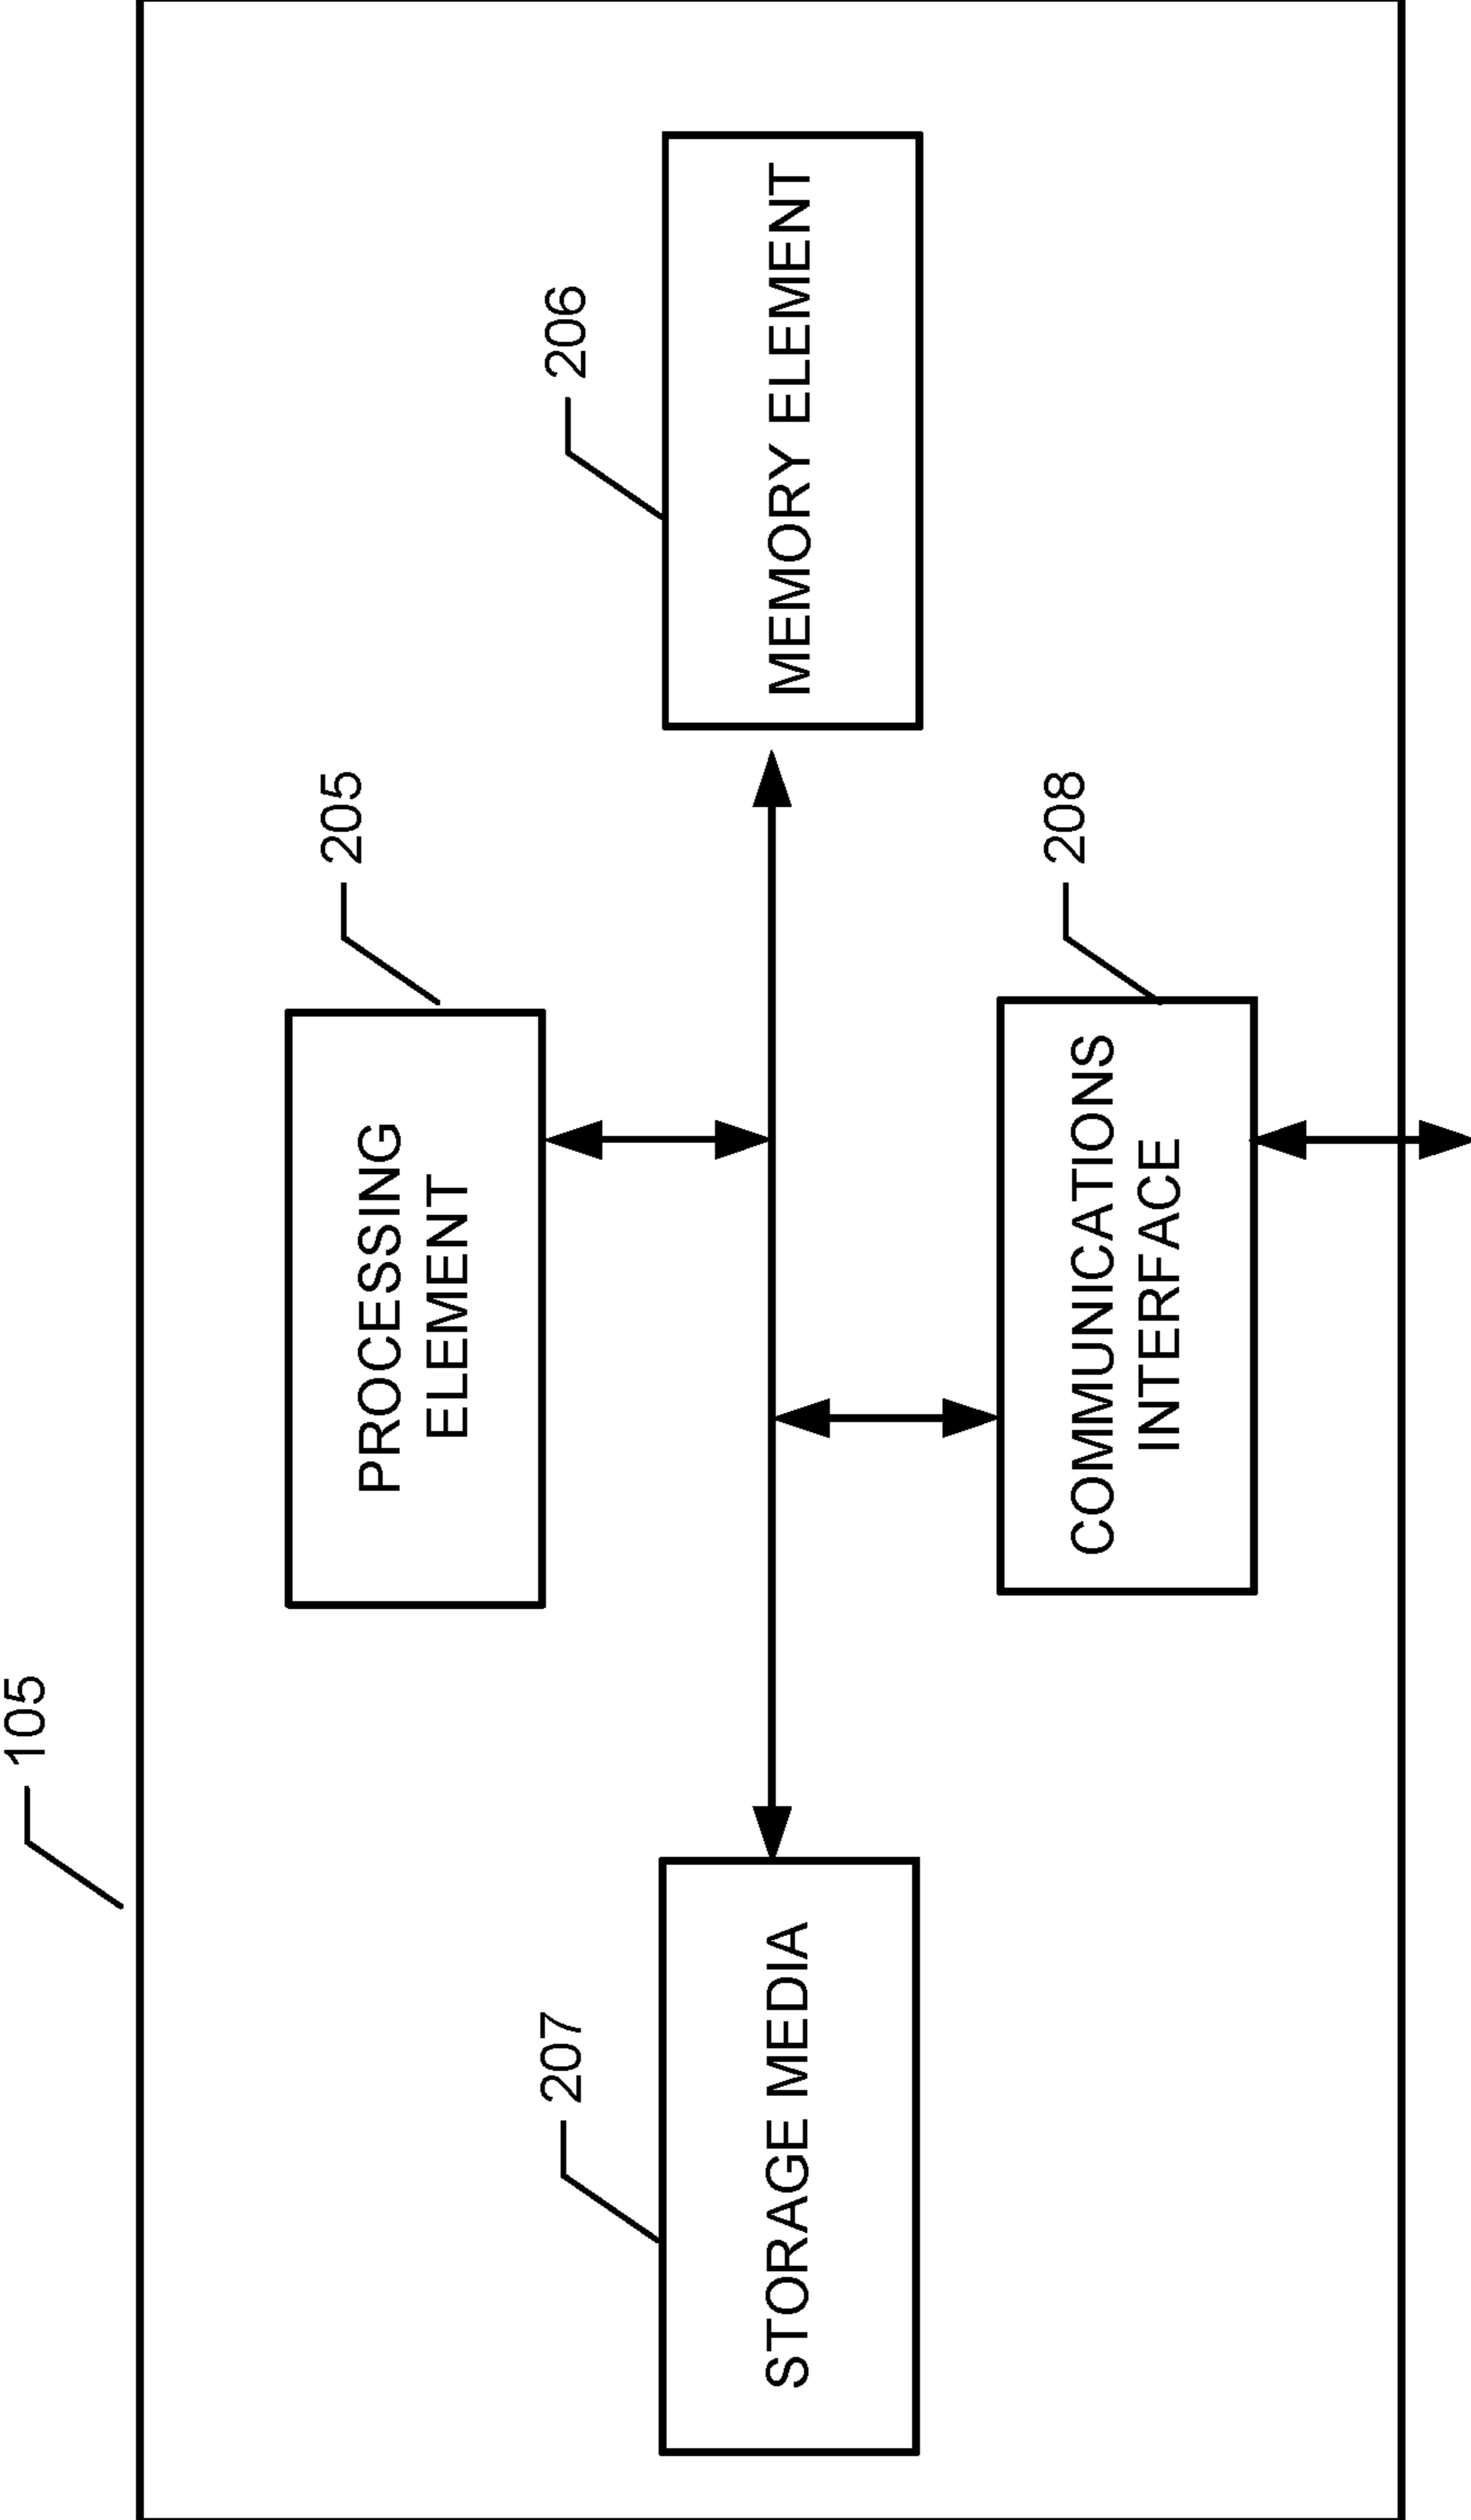 105
205
PROCESSING
ELEMENT
207
STORAGE MEDIA
206
MEMORY ELEMENT
208
COMMUNICATIONS
INTERFACE